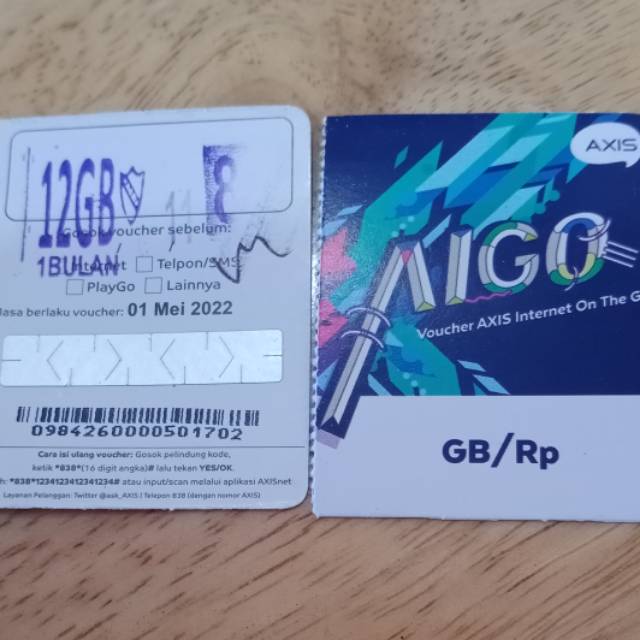 12GB
1BULAN
8
Gosok voucher sebelum:
Internet Telpon/SMS
PlayGo Lainnya
Masa berlaku voucher: 01 Mei 2022
0984260000501702
Cara isi ulang voucher: Gosok pelindung kode,
ketik *838*(16 digit angka)# lalu tekan YES/OK.
h: *838*1234123412341234# atau input/scan melalui aplikasi AXISnet
Layanan Pelanggan: Twitter @ask_AXIS | Telepon 838 (dengan nomor AXIS)
AXIS
AIGO
Voucher AXIS Internet On The G
GB/Rp